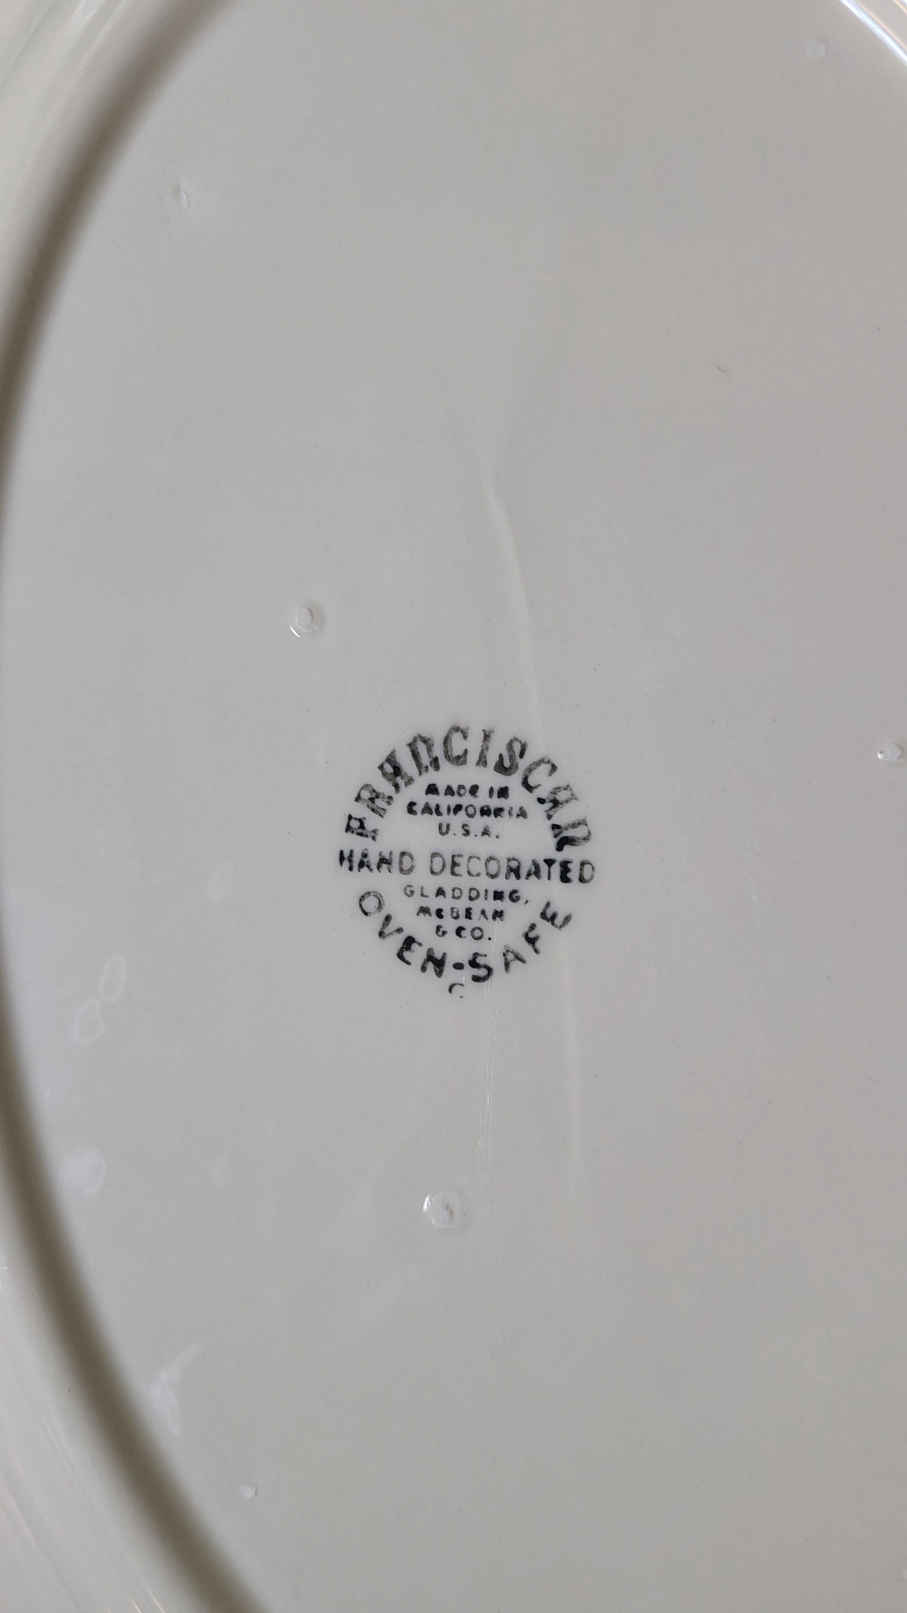 FRANCISCAN
MADE IN
CALIFORNIA
U.S.A.
HAND DECORATED
GLADDING,
McBEAN
& CO.
OVEN-SAFE
C